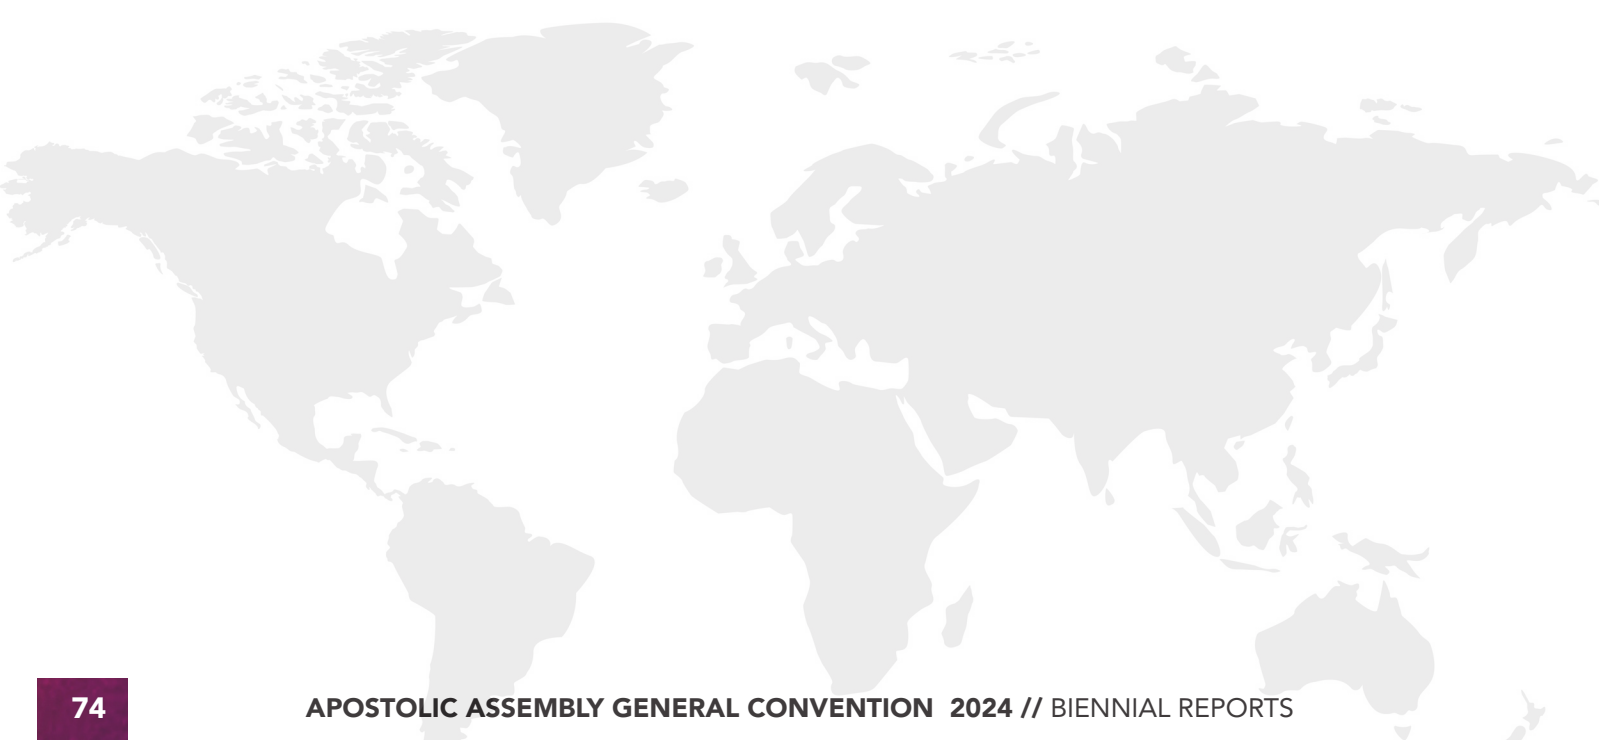 74
APOSTOLIC ASSEMBLY GENERAL CONVENTION 2024 // BIENNIAL REPORTS